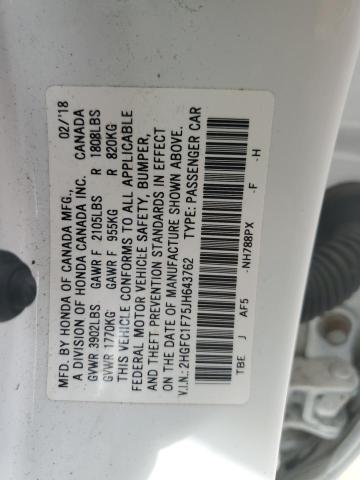 MFD. BY HONDA OF CANADA MFG., 02/'18
A DIVISION OF HONDA CANADA INC. CANADA
GVWR 3902LBS GAWR F 2105LBS R 1808LBS
GVWR 1770KG GAWR F 955KG R 820KG
THIS VEHICLE CONFORMS TO ALL APPLICABLE
FEDERAL MOTOR VEHICLE SAFETY, BUMPER,
AND THEFT PREVENTION STANDARDS IN EFFECT
ON THE DATE OF MANUFACTURE SHOWN ABOVE.
V.I.N.: 2HGFC1F75JH643762 TYPE: PASSENGER CAR
TBE J AF5 -NH788PX -F -H